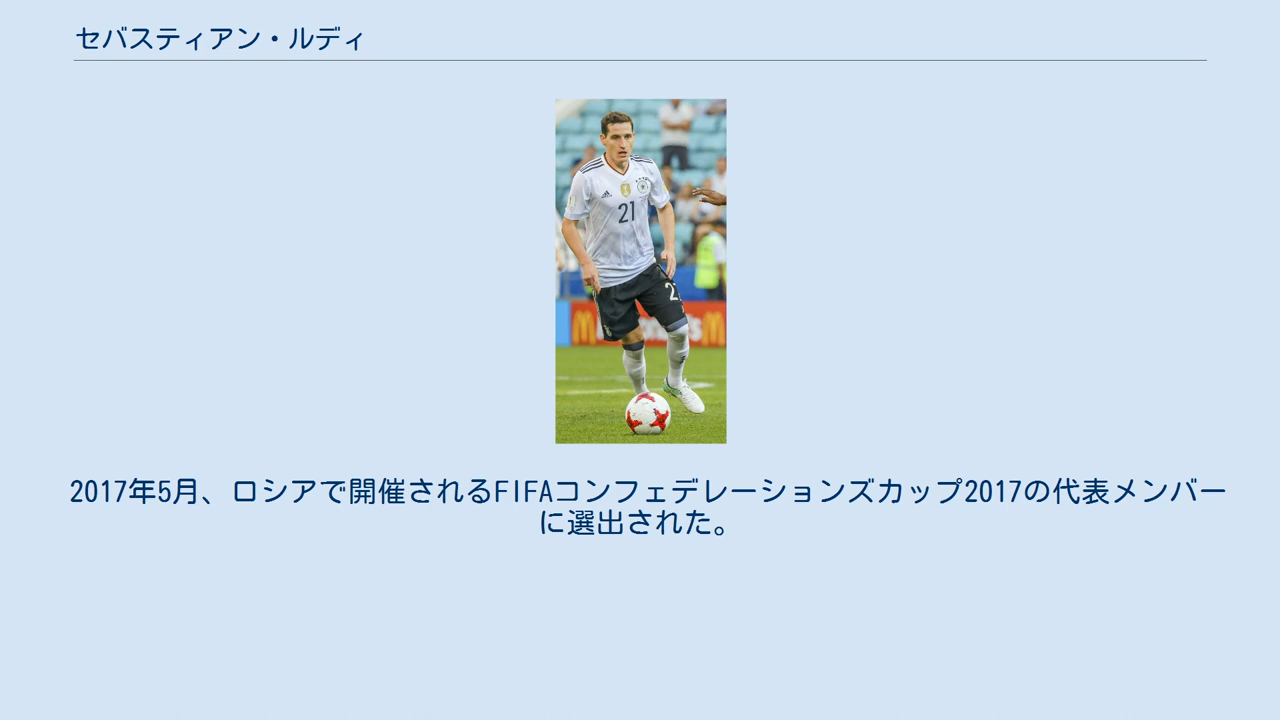 セバスティアン・ルディ
21
2
2017年5月、ロシアで開催されるFIFAコンフェデレーションズカップ2017の代表メンバー
に選出された。